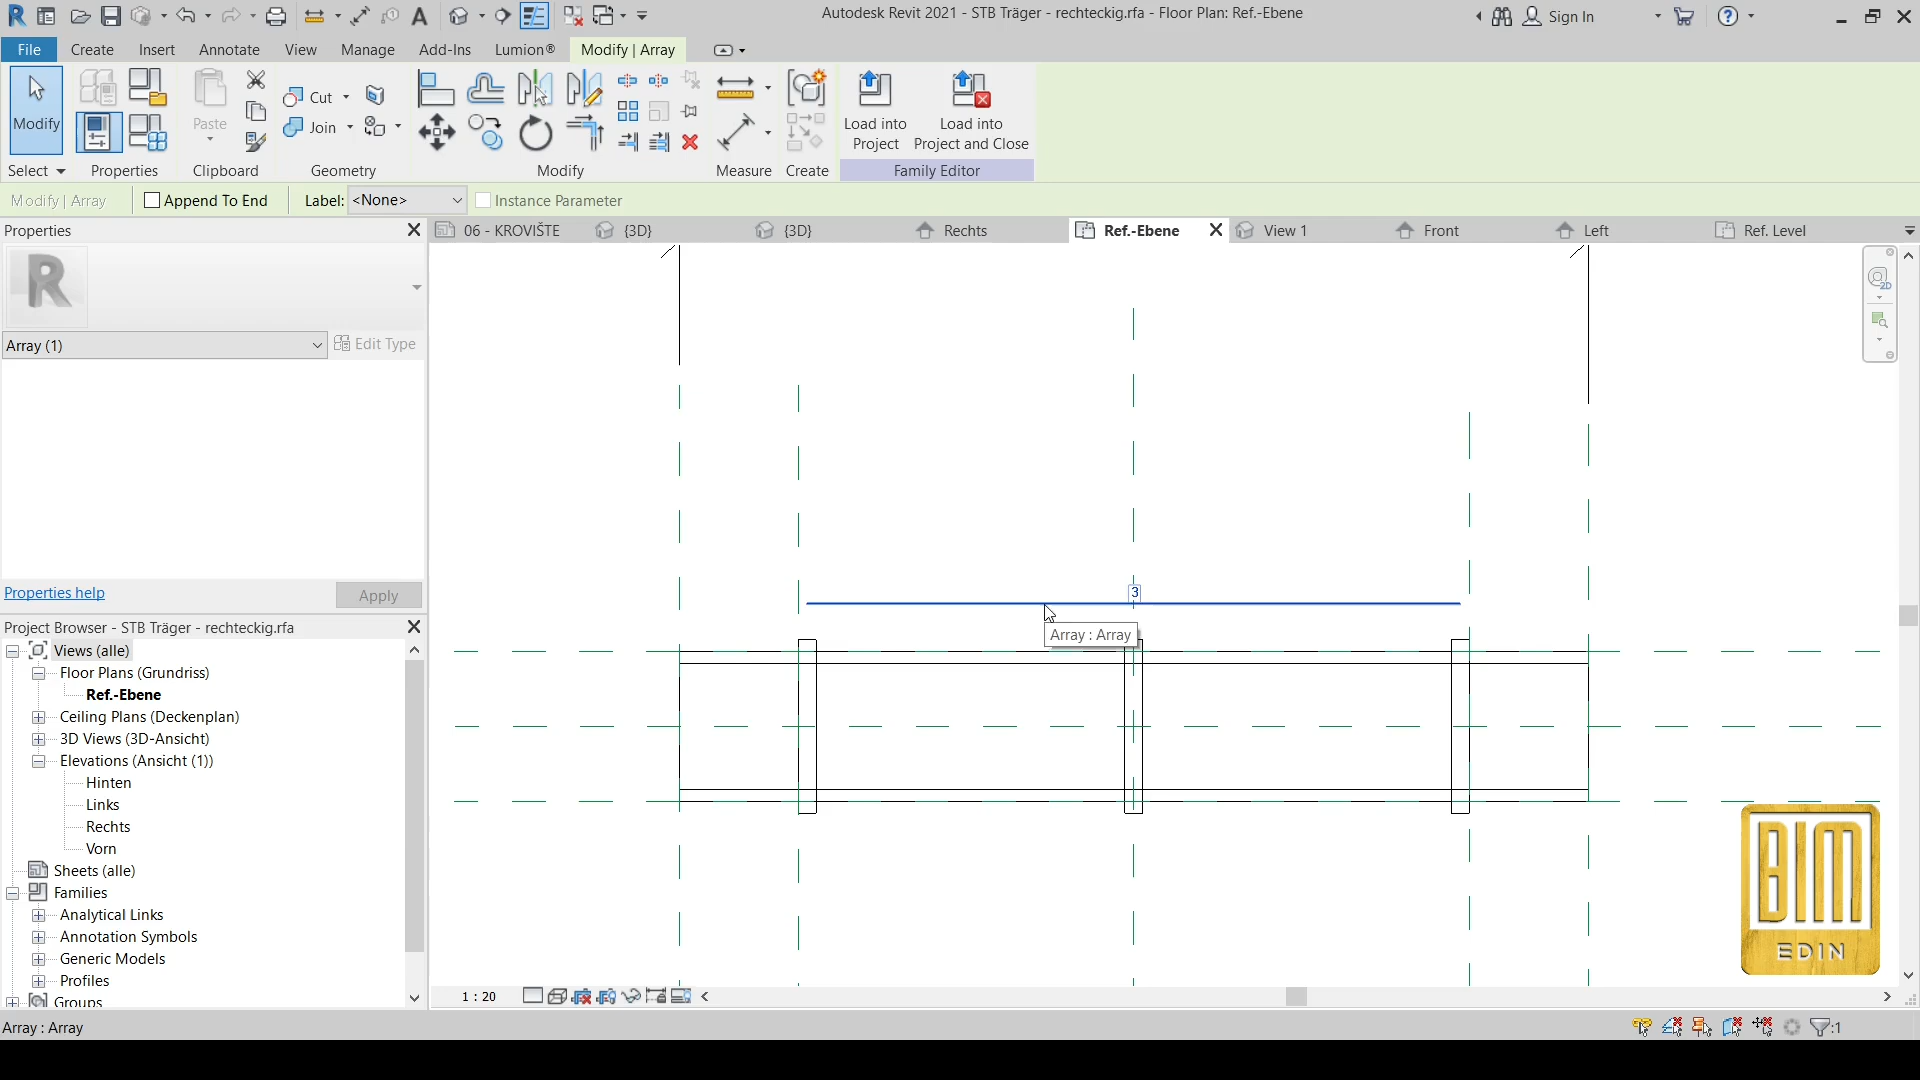 Autodesk Revit 2021 - STB Träger - rechteckig.rfa - Floor Plan: Ref.-Ebene
Sign In
File Create Insert Annotate View Manage Add-Ins Lumion® Modify | Array
Modify
Paste
Cut
Join
Load into Project
Load into Project and Close
Select Properties Clipboard Geometry Modify Measure Create Family Editor
Modify | Array
Append To End
Label: <None>
Instance Parameter
Properties
06 - KROVIŠTE {3D} {3D} Rechts Ref.-Ebene View 1 Front Left Ref. Level
R
Array (1)
Edit Type
2D
3
Array : Array
Properties help
Apply
Project Browser - STB Träger - rechteckig.rfa
Views (alle)
Floor Plans (Grundriss)
Ref.-Ebene
Ceiling Plans (Deckenplan)
3D Views (3D-Ansicht)
Elevations (Ansicht (1))
Hinten
Links
Rechts
Vorn
Sheets (alle)
Families
Analytical Links
Annotation Symbols
Generic Models
Profiles
Groups
BIM
EDIN
1 : 20
Array : Array
:1